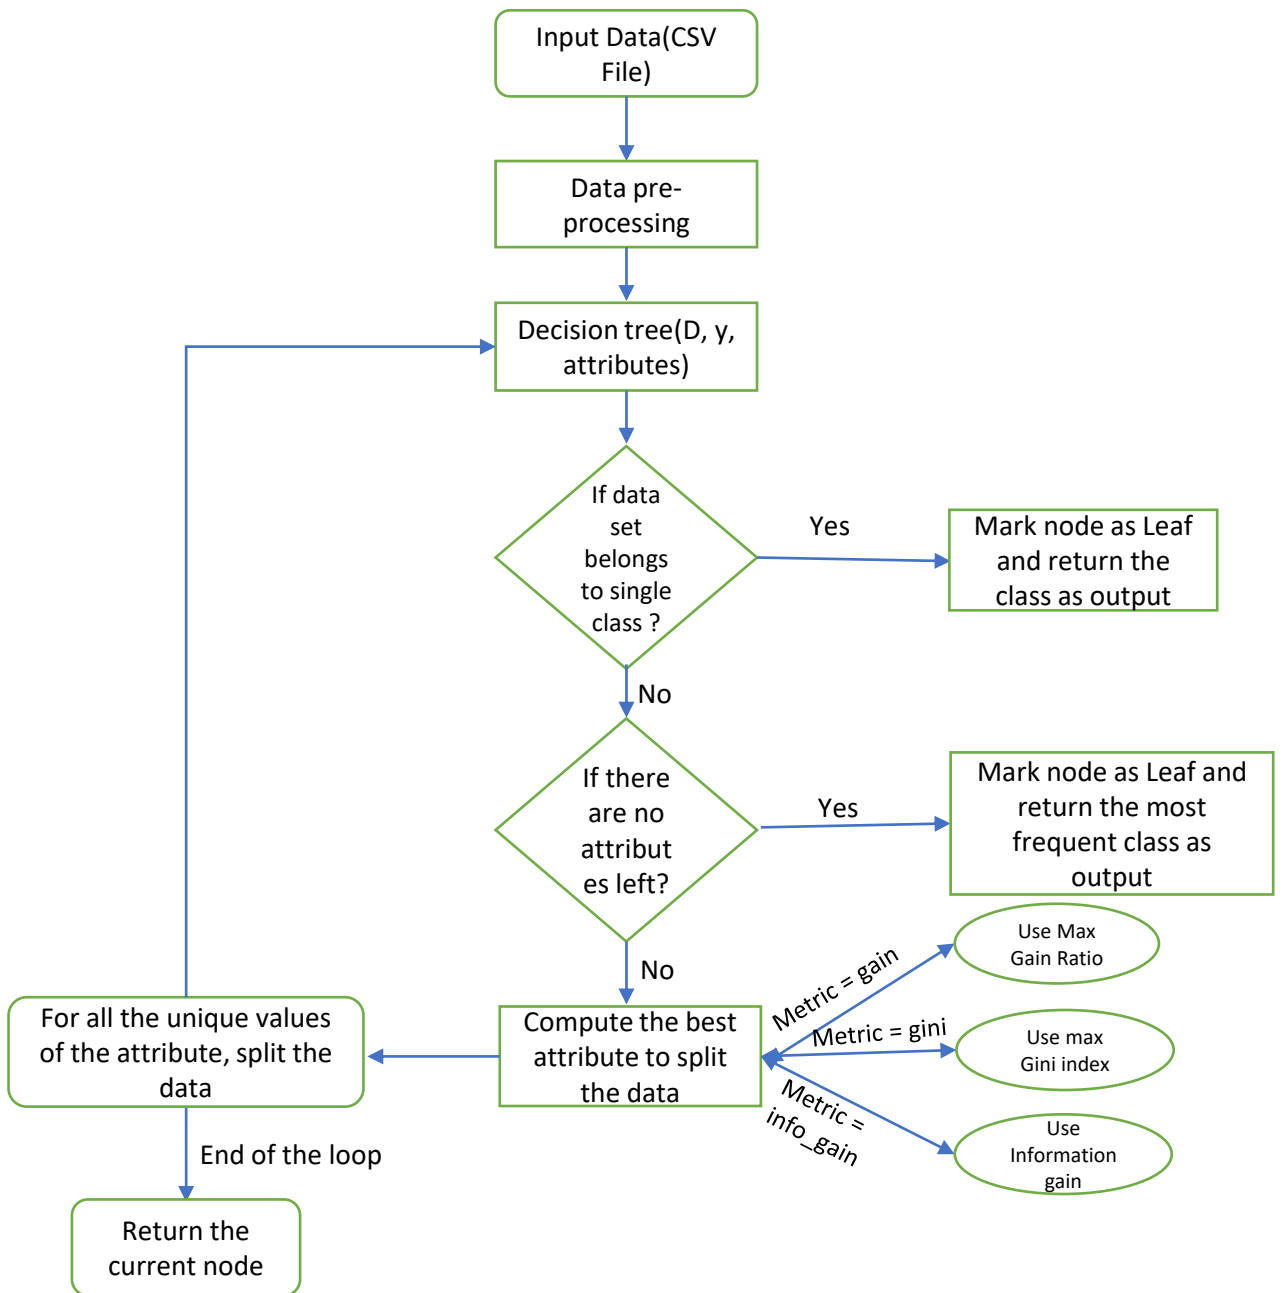 Input Data(CSV
File)
Data pre-
processing
Decision tree(D, y,
attributes)
If data
set
belongs
to single
class ?
Yes
Mark node as Leaf
and return the
class as output
No
If there
are no
attribut
es left?
Yes
Mark node as Leaf and
return the most
frequent class as
output
No
Compute the best
attribute to split
the data
Metric = gain
Use Max
Gain Ratio
Metric = gini
Use max
Gini index
Metric =
info_gain
Use
Information
gain
For all the unique values
of the attribute, split the
data
End of the loop
Return the
current node